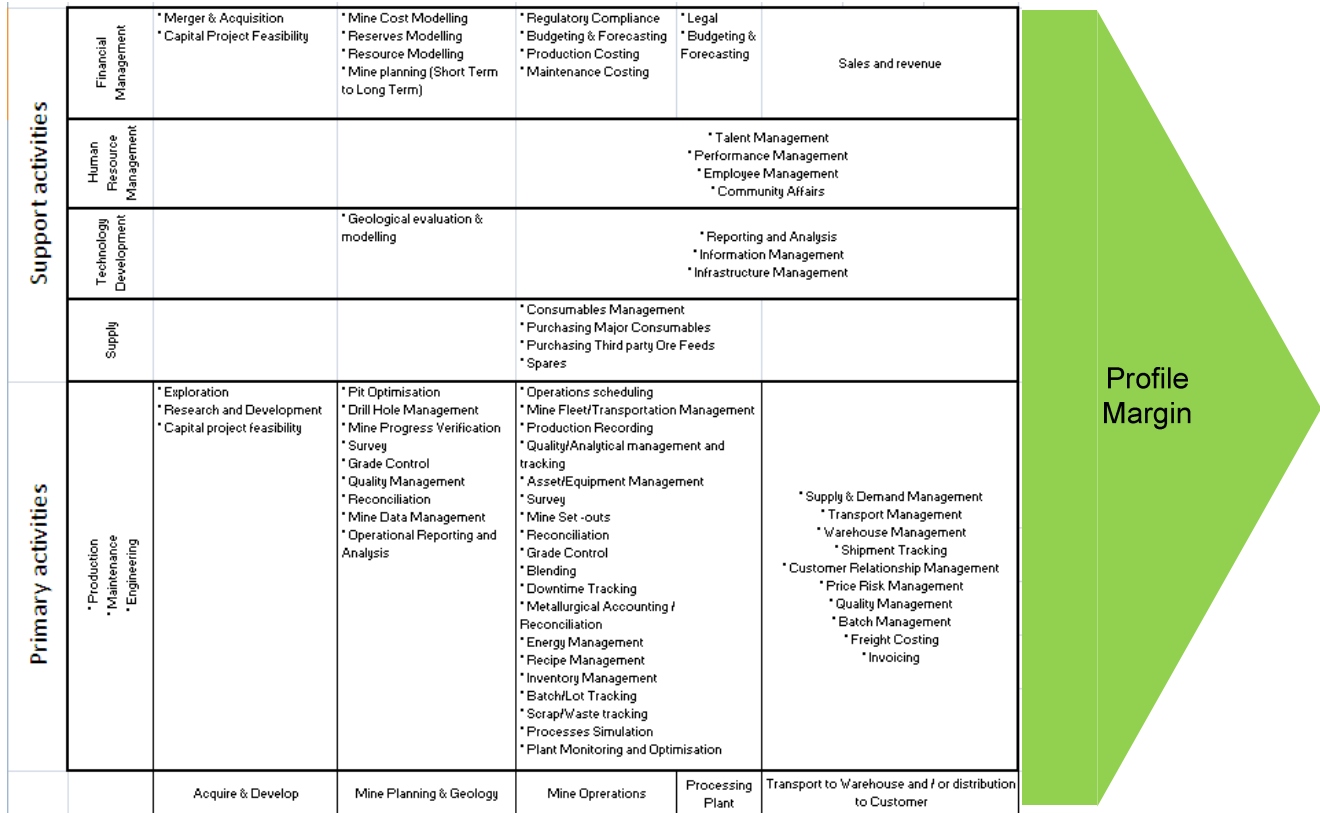 Support activities
Financial
Management
* Merger & Acquisition
* Capital Project Feasibility
* Mine Cost Modelling
* Reserves Modelling
* Resource Modelling
* Mine planning (Short Term
to Long Term)
* Regulatory Compliance
* Budgeting & Forecasting
* Production Costing
* Maintenance Costing
* Legal
* Budgeting &
Forecasting
Sales and revenue
Human
Resource
Management
* Talent Management
* Performance Management
* Employee Management
* Community Affairs
Technology
Development
* Geological evaluation &
modelling
* Reporting and Analysis
* Information Management
* Infrastructure Management
Supply
* Consumables Management
* Purchasing Major Consumables
* Purchasing Third party Ore Feeds
* Spares
Primary activities
* Production
* Maintenance
* Engineering
* Exploration
* Research and Development
* Capital project feasibility
* Pit Optimisation
* Drill Hole Management
* Mine Progress Verification
* Survey
* Grade Control
* Quality Management
* Reconciliation
* Mine Data Management
* Operational Reporting and
Analysis
* Operations scheduling
* Mine Fleet/Transportation Management
* Production Recording
* Quality/Analytical management and
tracking
* Asset/Equipment Management
* Survey
* Mine Set -outs
* Reconciliation
* Grade Control
* Blending
* Downtime Tracking
* Metallurgical Accounting /
Reconciliation
* Energy Management
* Recipe Management
* Inventory Management
* Batch/Lot Tracking
* Scrap/Waste tracking
* Processes Simulation
* Plant Monitoring and Optimisation
* Supply & Demand Management
* Transport Management
* Warehouse Management
* Shipment Tracking
* Customer Relationship Management
* Price Risk Management
* Quality Management
* Batch Management
* Freight Costing
* Invoicing
Acquire & Develop
Mine Planning & Geology
Mine Oprerations
Processing
Plant
Transport to Warehouse and / or distribution
to Customer
Profile
Margin